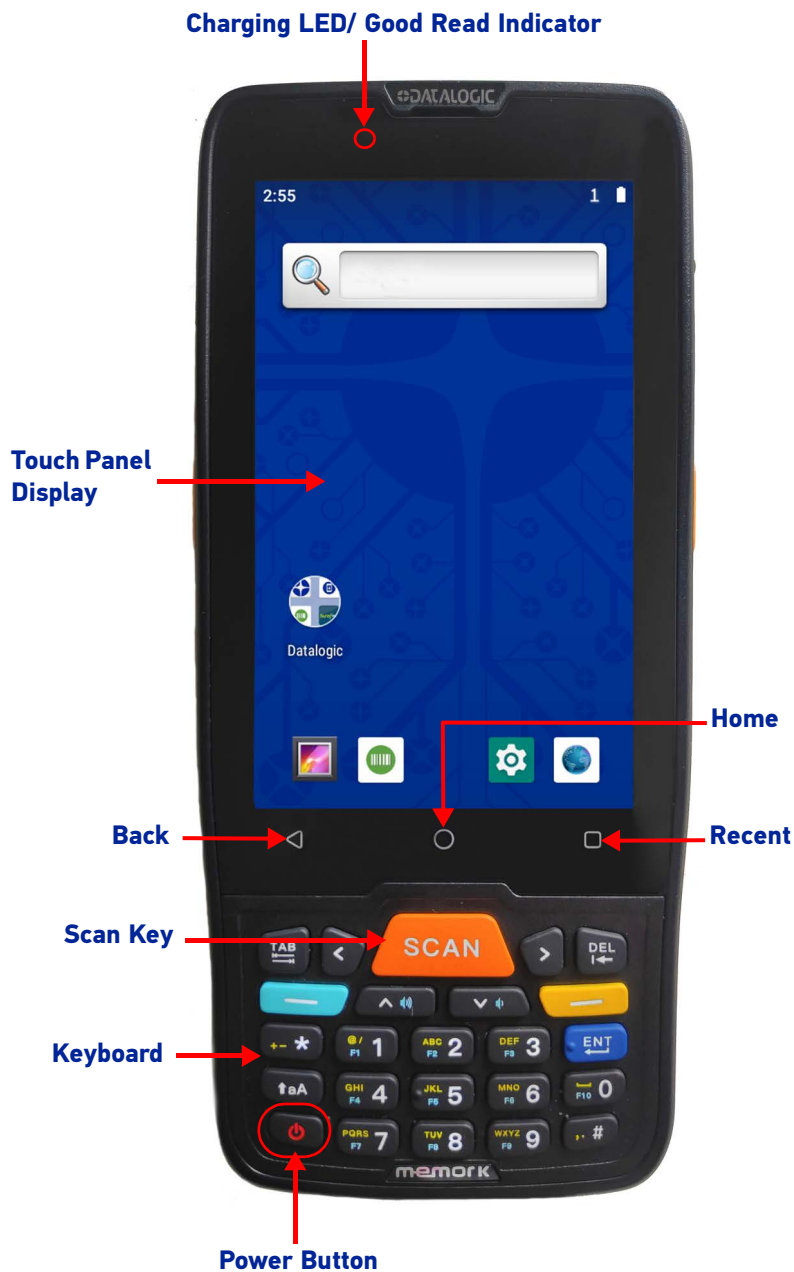 Charging LED/ Good Read Indicator
DATALOGIC
2:55 1
Touch Panel
Display
Datalogic
Home
Back
Recent
Scan Key
TAB < SCAN > DEL
Keyboard
+- * @/ F1 1 ABC F2 2 DEF F3 3 ENT
aA GHI F4 4 JKL F5 5 MNO F6 6 F10 0
PQRS F7 7 TUV F8 8 WXYZ F9 9 ,. #
memor K
Power Button